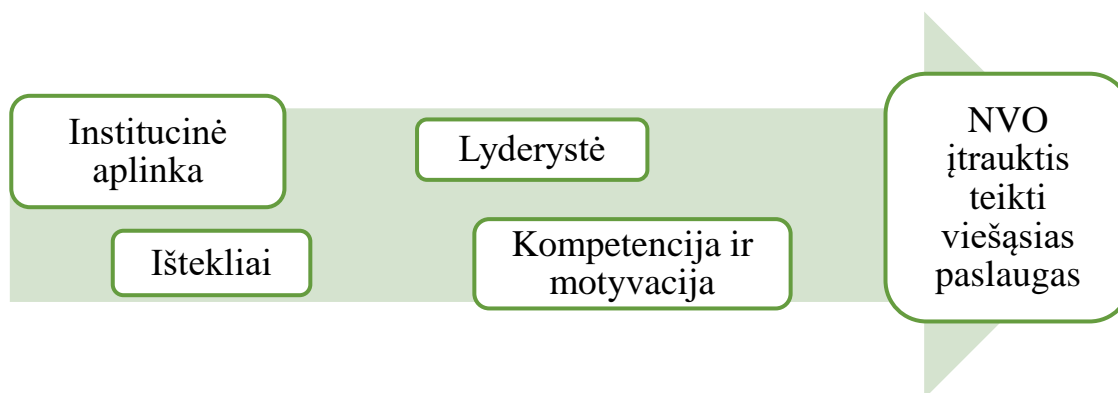 Institucinė
aplinka
Lyderystė
Ištekliai
Kompetencija ir
motyvacija
NVO
įtrauktis
teikti
viešąsias
paslaugas